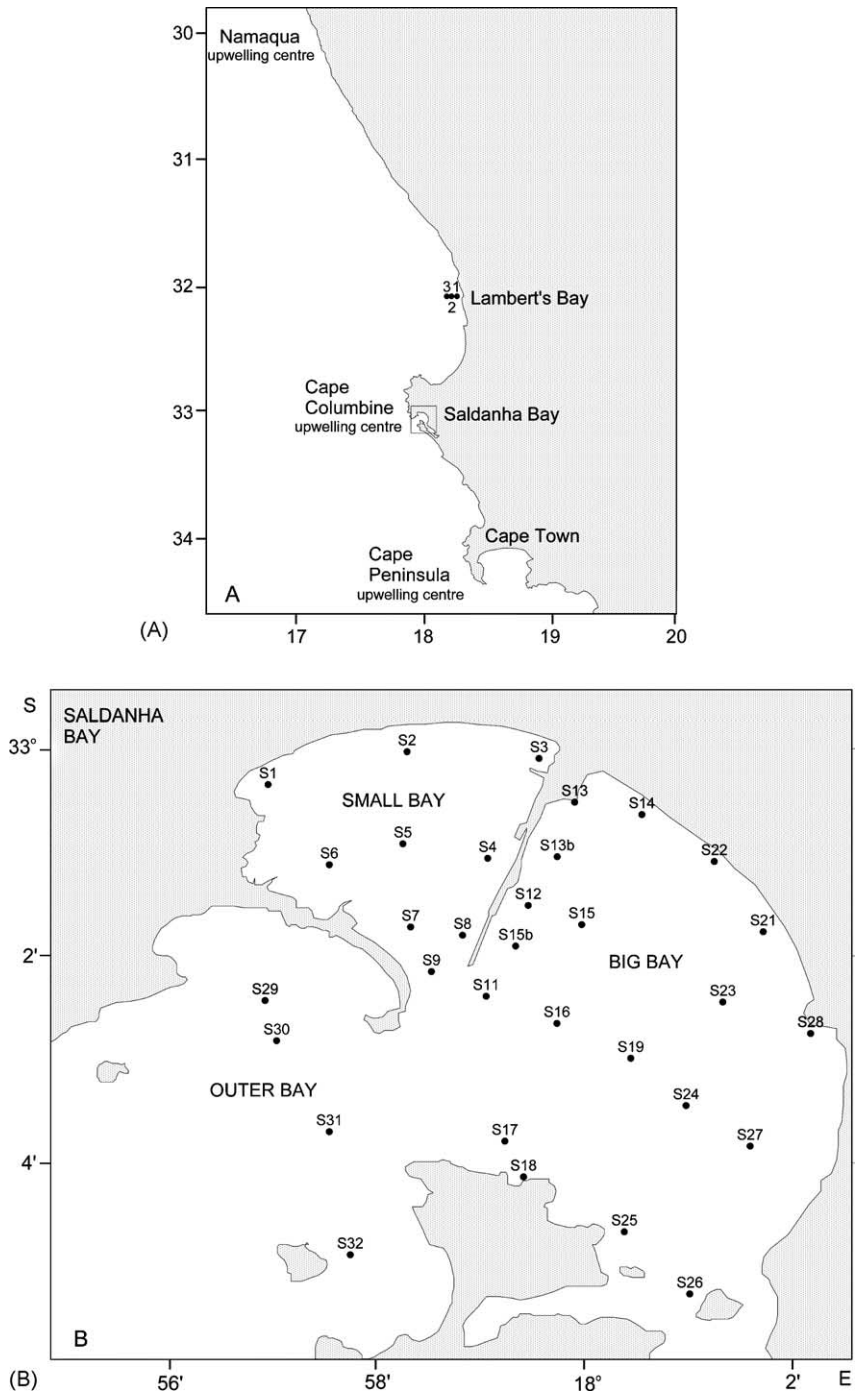 30
Namaqua
upwelling centre
31
32
31
2
Lambert's Bay
Cape
Columbine
upwelling centre
33
Saldanha Bay
34
Cape Town
Cape
Peninsula
upwelling centre
A
(A)
17
18
19
20
S
SALDANHA
BAY
33°
S2
S3
S1
S13
SMALL BAY
S14
S5
S4
S13b
S6
S22
S12
S7
S8
S15
S21
S15b
2'
S9
BIG BAY
S29
S11
S23
S30
S16
S28
S19
OUTER BAY
S24
S31
S17
S27
4'
S18
S25
S32
S26
B
(B)
56'
58'
18°
2'
E